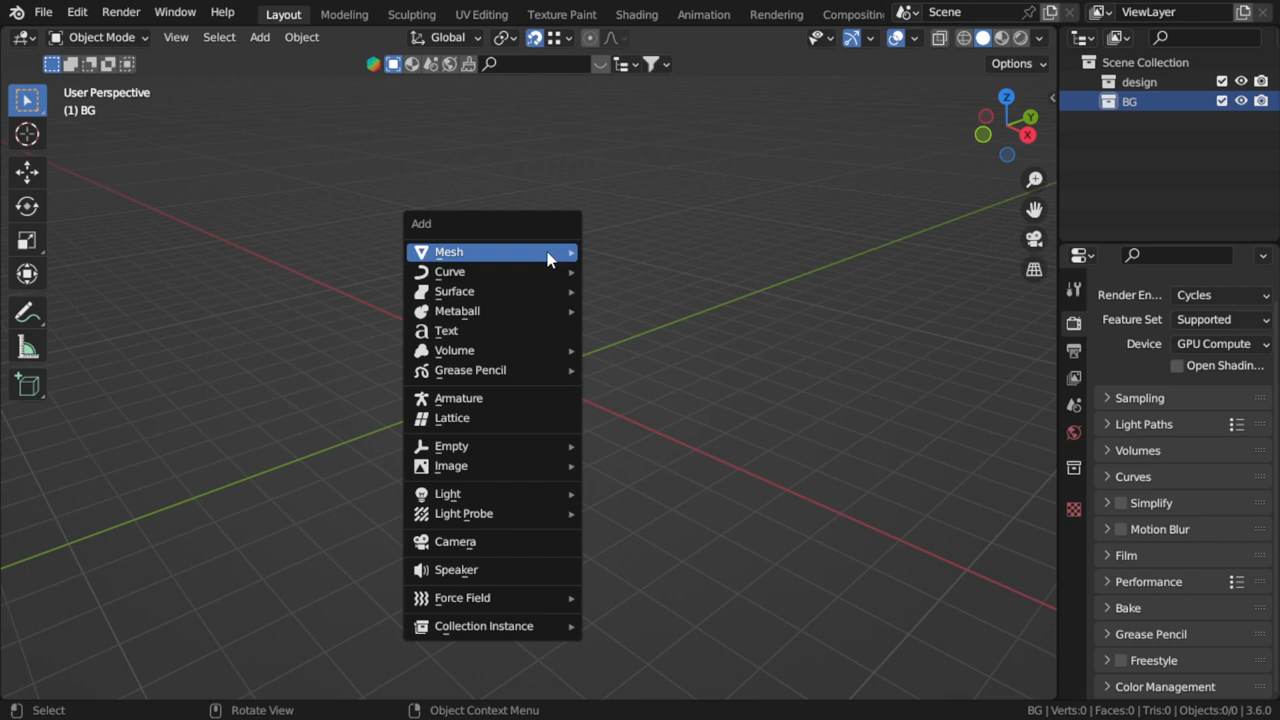 File Edit Render Window Help Layout Modeling Sculpting UV Editing Texture Paint Shading Animation Rendering Compositing Scene ViewLayer
Object Mode View Select Add Object Global
Options
User Perspective
(1) BG
Z
Y
X
Scene Collection
design
BG
Add
Mesh
Curve
Surface
Metaball
Text
Volume
Grease Pencil
Armature
Lattice
Empty
Image
Light
Light Probe
Camera
Speaker
Force Field
Collection Instance
Render En... Cycles
Feature Set Supported
Device GPU Compute
Open Shadin...
Sampling
Light Paths
Volumes
Curves
Simplify
Motion Blur
Film
Performance
Bake
Grease Pencil
Freestyle
Color Management
Select Rotate View Object Context Menu BG | Verts:0 | Faces:0 | Tris:0 | Objects:0/0 | 3.6.0